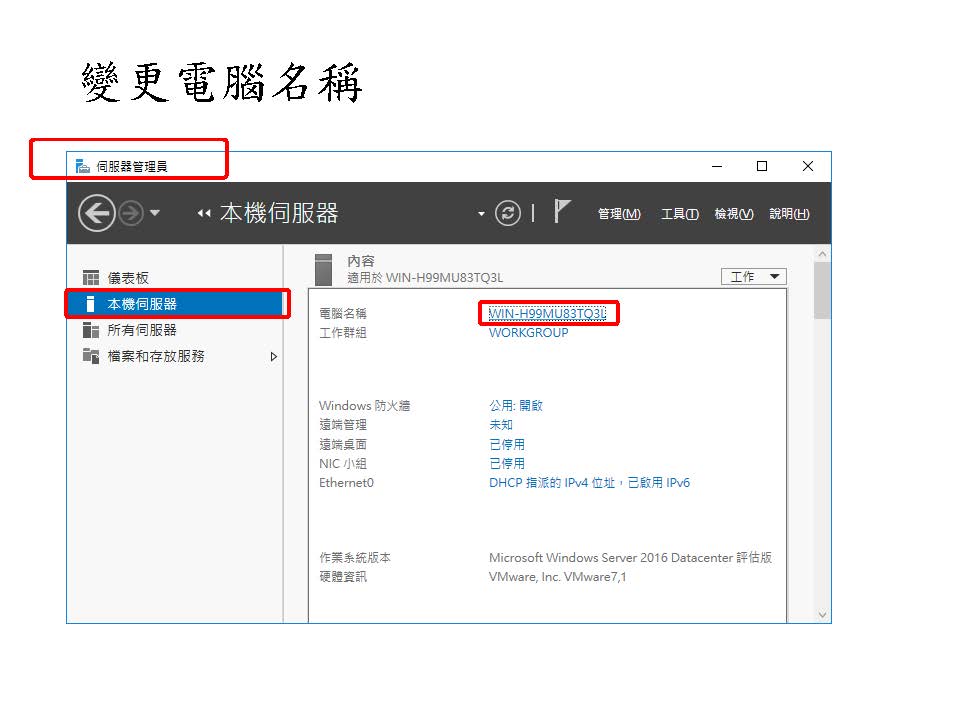 變更電腦名稱
伺服器管理員
本機伺服器
管理(M) 工具(T) 檢視(V) 說明(H)
儀表板
本機伺服器
所有伺服器
檔案和存放服務
內容
適用於 WIN-H99MU83TQ3L
工作
電腦名稱 WIN-H99MU83TQ3L
工作群組 WORKGROUP
Windows 防火牆 公用: 開啟
遠端管理 未知
遠端桌面 已停用
NIC 小組 已停用
Ethernet0 DHCP 指派的 IPv4 位址，已啟用 IPv6
作業系統版本 Microsoft Windows Server 2016 Datacenter 評估版
硬體資訊 VMware, Inc. VMware7,1